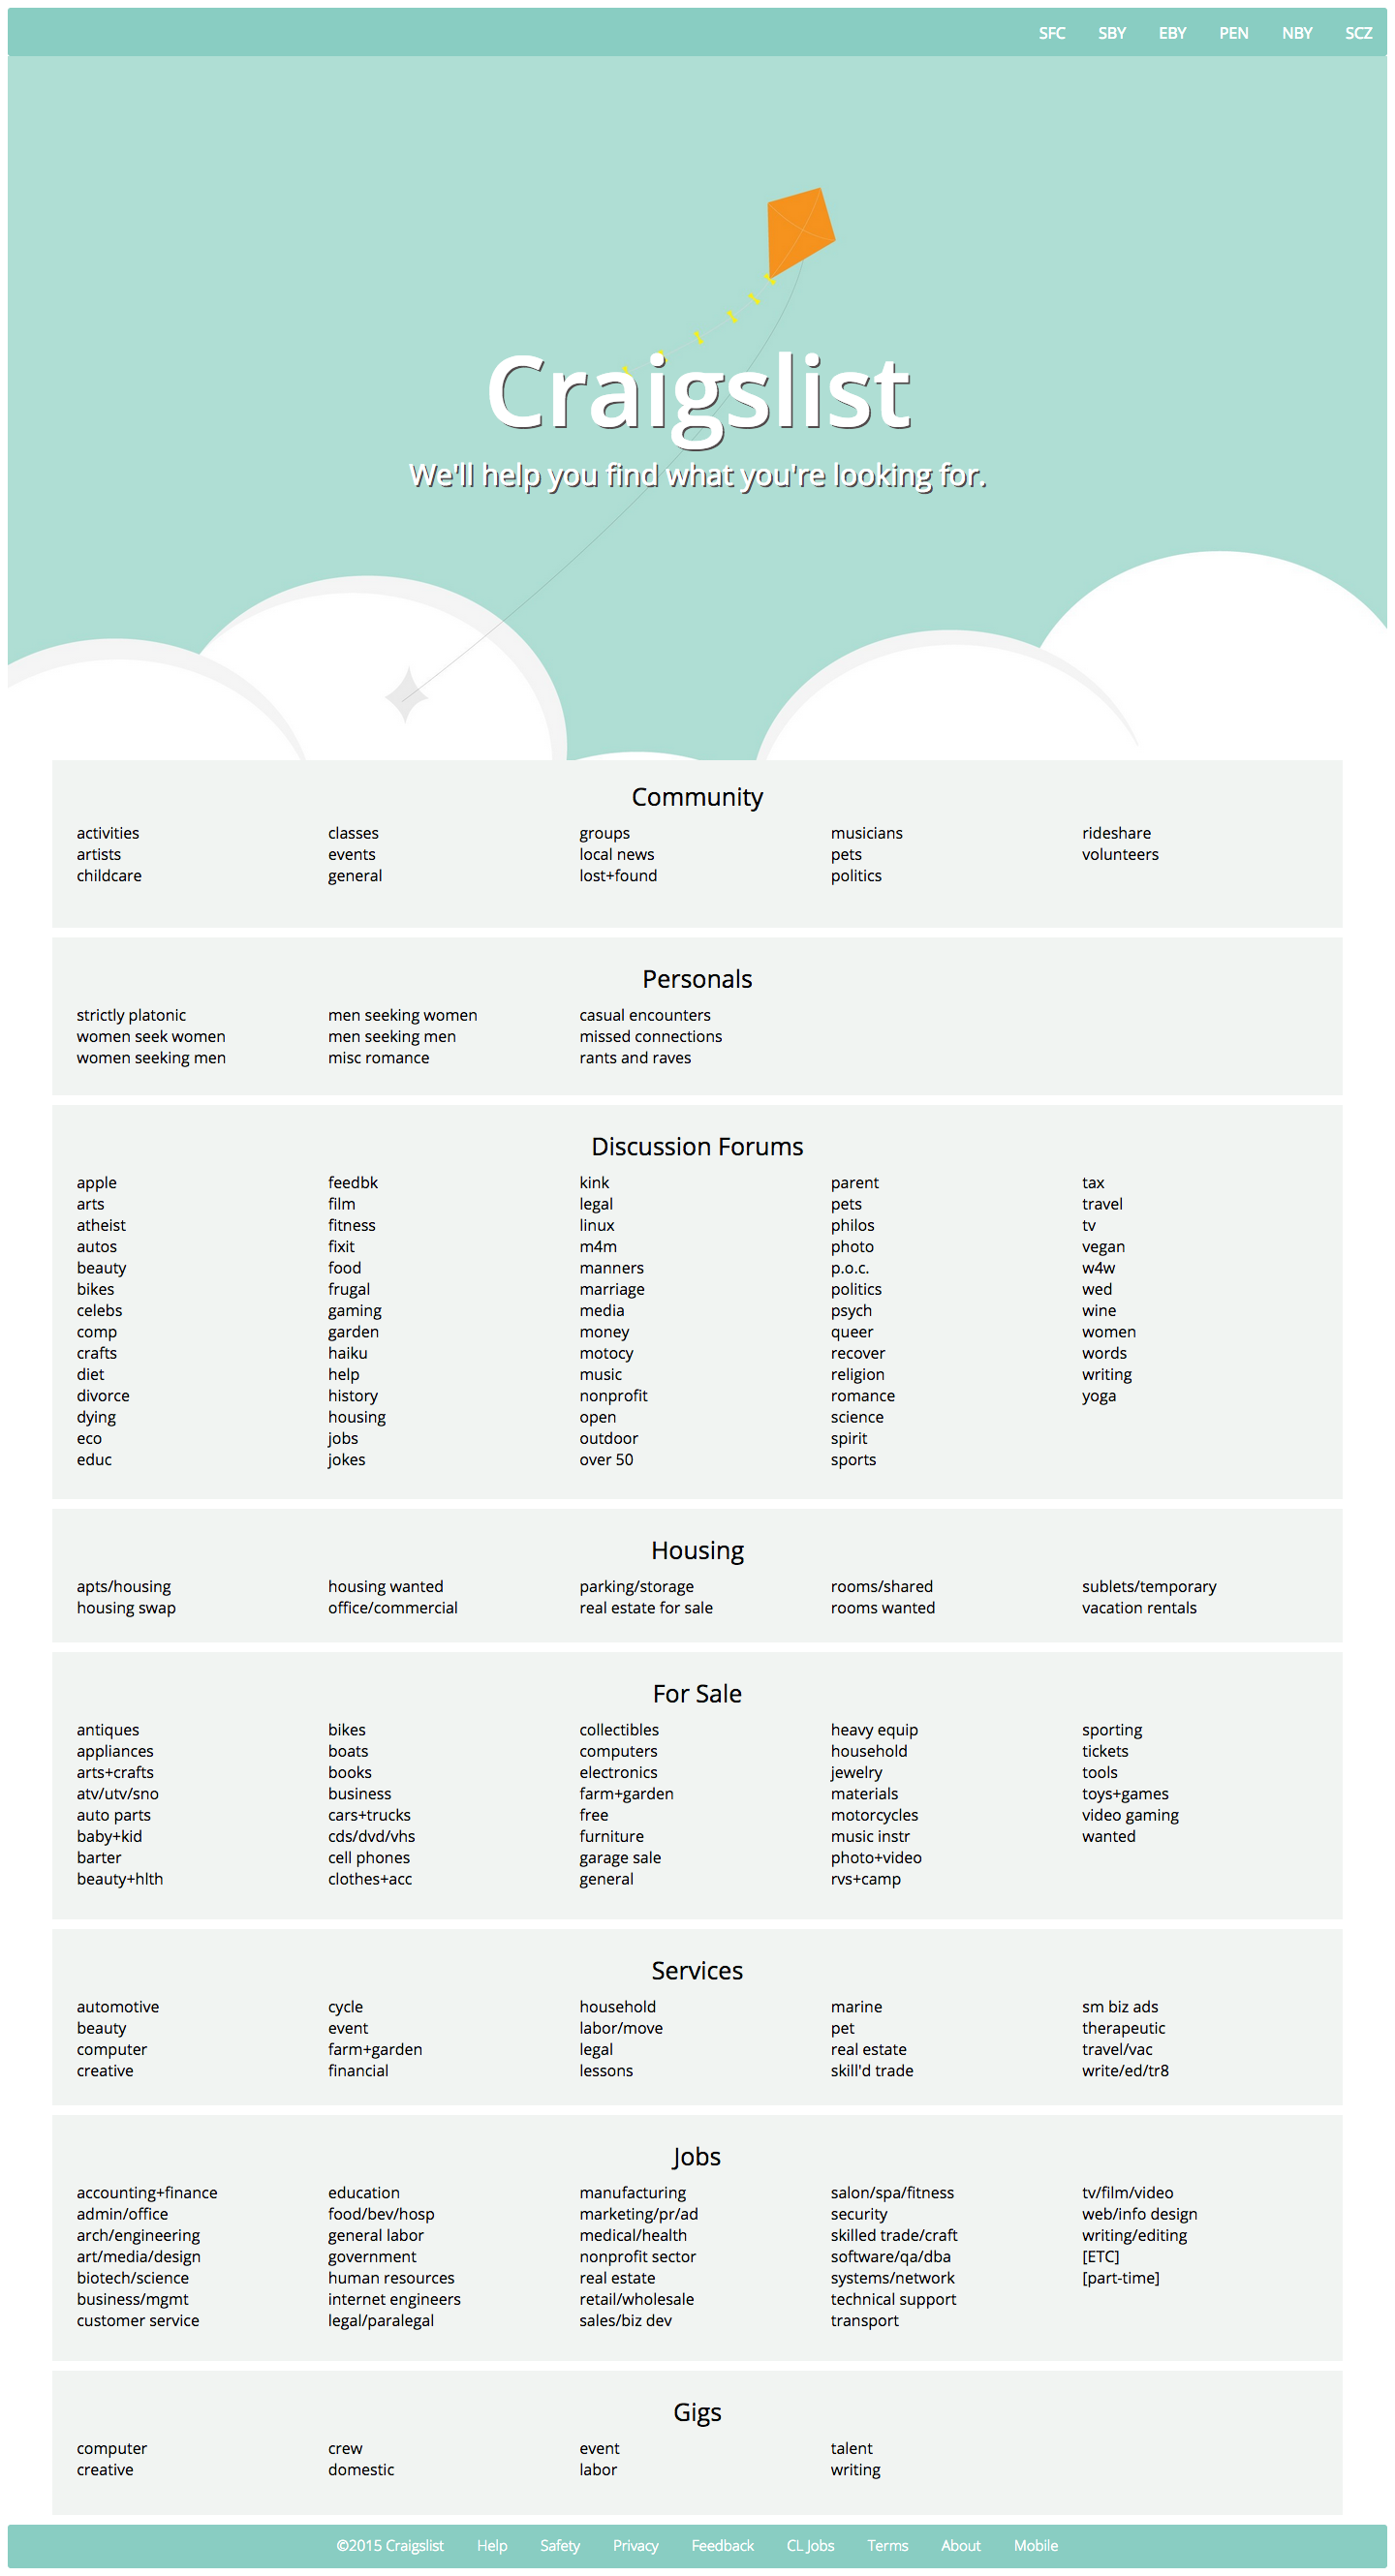 SFC SBY EBY PEN NBY SCZ
Craigslist
We'll help you find what you're looking for.
Community
activities classes groups musicians rideshare
artists events local news pets volunteers
childcare general lost+found politics
Personals
strictly platonic men seeking women casual encounters
women seek women men seeking men missed connections
women seeking men misc romance rants and raves
Discussion Forums
apple feedbk kink parent tax
arts film legal pets travel
atheist fitness linux philos tv
autos fixit m4m photo vegan
beauty food manners p.o.c. w4w
bikes frugal marriage politics wed
celebs gaming media psych wine
comp garden money queer women
crafts haiku motocy recover words
diet help music religion writing
divorce history nonprofit romance yoga
dying housing open science
eco jobs outdoor spirit
educ jokes over 50 sports
Housing
apts/housing housing wanted parking/storage rooms/shared sublets/temporary
housing swap office/commercial real estate for sale rooms wanted vacation rentals
For Sale
antiques bikes collectibles heavy equip sporting
appliances boats computers household tickets
arts+crafts books electronics jewelry tools
atv/utv/sno business farm+garden materials toys+games
auto parts cars+trucks free motorcycles video gaming
baby+kid cds/dvd/vhs furniture music instr wanted
barter cell phones garage sale photo+video
beauty+hlth clothes+acc general rvs+camp
Services
automotive cycle household marine sm biz ads
beauty event labor/move pet therapeutic
computer farm+garden legal real estate travel/vac
creative financial lessons skill'd trade write/ed/tr8
Jobs
accounting+finance education manufacturing salon/spa/fitness tv/film/video
admin/office food/bev/hosp marketing/pr/ad security web/info design
arch/engineering general labor medical/health skilled trade/craft writing/editing
art/media/design government nonprofit sector software/qa/dba [ETC]
biotech/science human resources real estate systems/network [part-time]
business/mgmt internet engineers retail/wholesale technical support
customer service legal/paralegal sales/biz dev transport
Gigs
computer crew event talent
creative domestic labor writing
©2015 Craigslist Help Safety Privacy Feedback CL Jobs Terms About Mobile